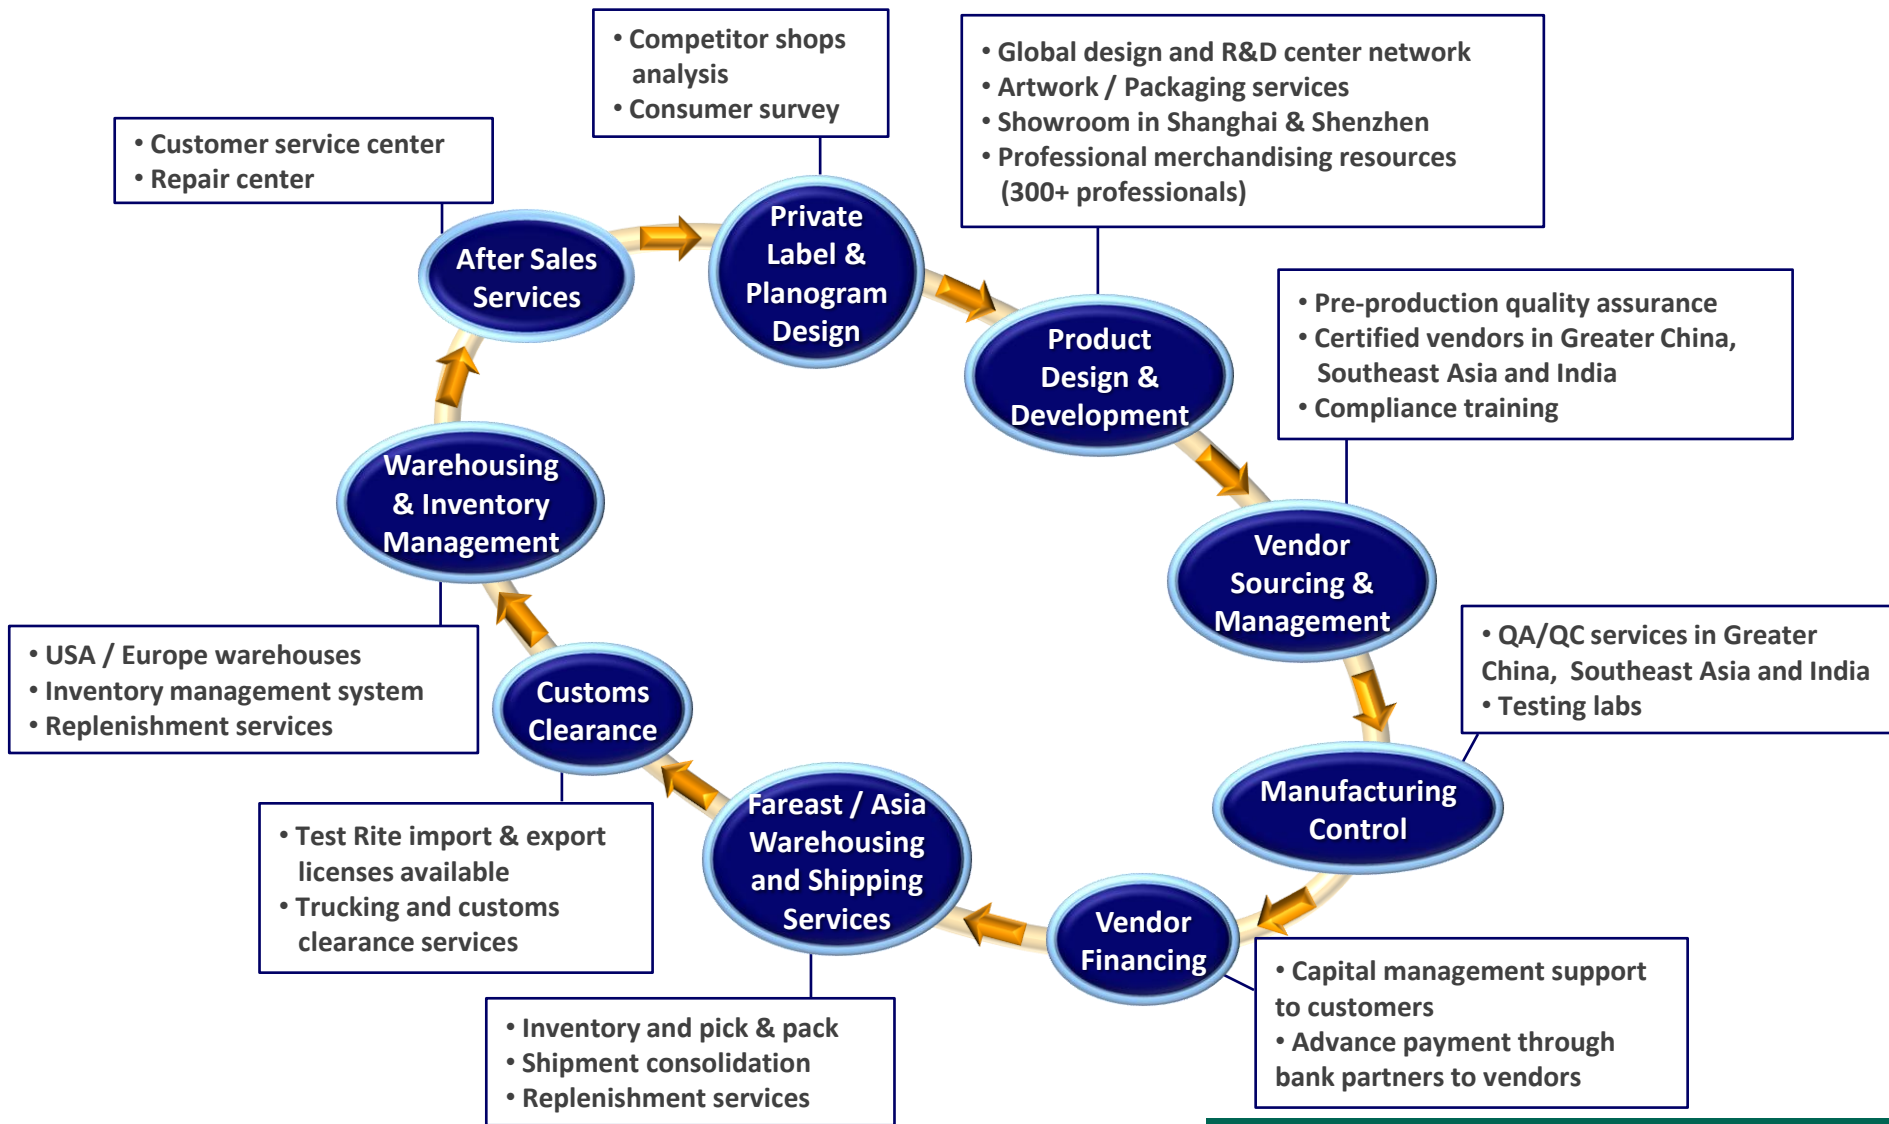 • Competitor shops
analysis
• Consumer survey
• Global design and R&D center network
• Artwork / Packaging services
• Showroom in Shanghai & Shenzhen
• Professional merchandising resources
(300+ professionals)
• Customer service center
• Repair center
Private
Label &
Planogram
Design
After Sales
Services
Product
Design &
Development
• Pre-production quality assurance
• Certified vendors in Greater China,
Southeast Asia and India
• Compliance training
Warehousing
& Inventory
Management
Vendor
Sourcing &
Management
• USA / Europe warehouses
• Inventory management system
• Replenishment services
Customs
Clearance
• QA/QC services in Greater
China,  Southeast Asia and India
• Testing labs
Manufacturing
Control
Fareast / Asia
Warehousing
and Shipping
Services
• Test Rite import & export
licenses available
• Trucking and customs
clearance services
Vendor
Financing
• Capital management support
to customers
• Advance payment through
bank partners to vendors
• Inventory and pick & pack
• Shipment consolidation
• Replenishment services